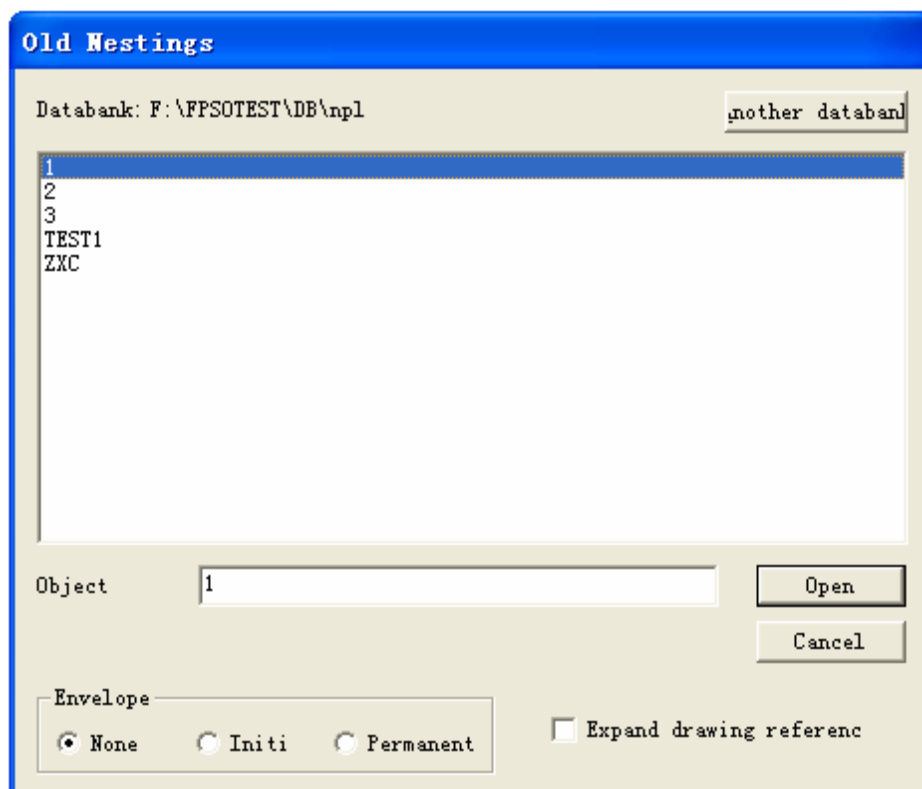 Old Nestings
Databank: F:\FPSOTEST\DB\npl
nother databank
1
2
3
TEST1
ZXC
Object 1 Open
Cancel
Envelope
None Initi Permanent
Expand drawing referenc